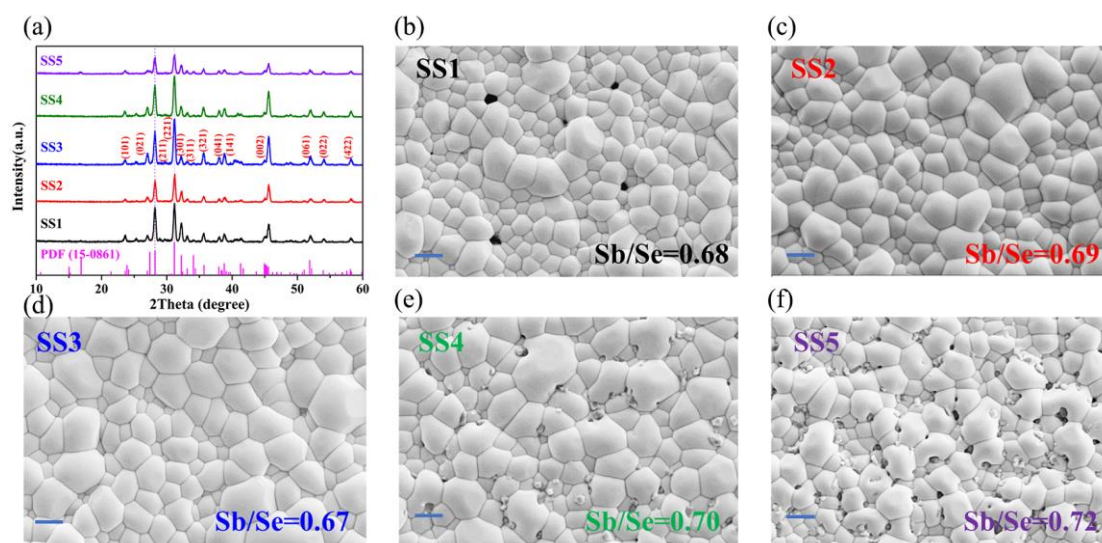 (a)
SS5
SS4
SS3
SS2
SS1
PDF (15-0861)
(101)
(021)
(211)
(221)
(301)
(311)
(321)
(041)
(141)
(002)
(061)
(022)
(422)
Intensity(a.u.)
10 20 30 40 50 60
2Theta (degree)
(b)
SS1
Sb/Se=0.68
(c)
SS2
Sb/Se=0.69
(d)
SS3
Sb/Se=0.67
(e)
SS4
Sb/Se=0.70
(f)
SS5
Sb/Se=0.72